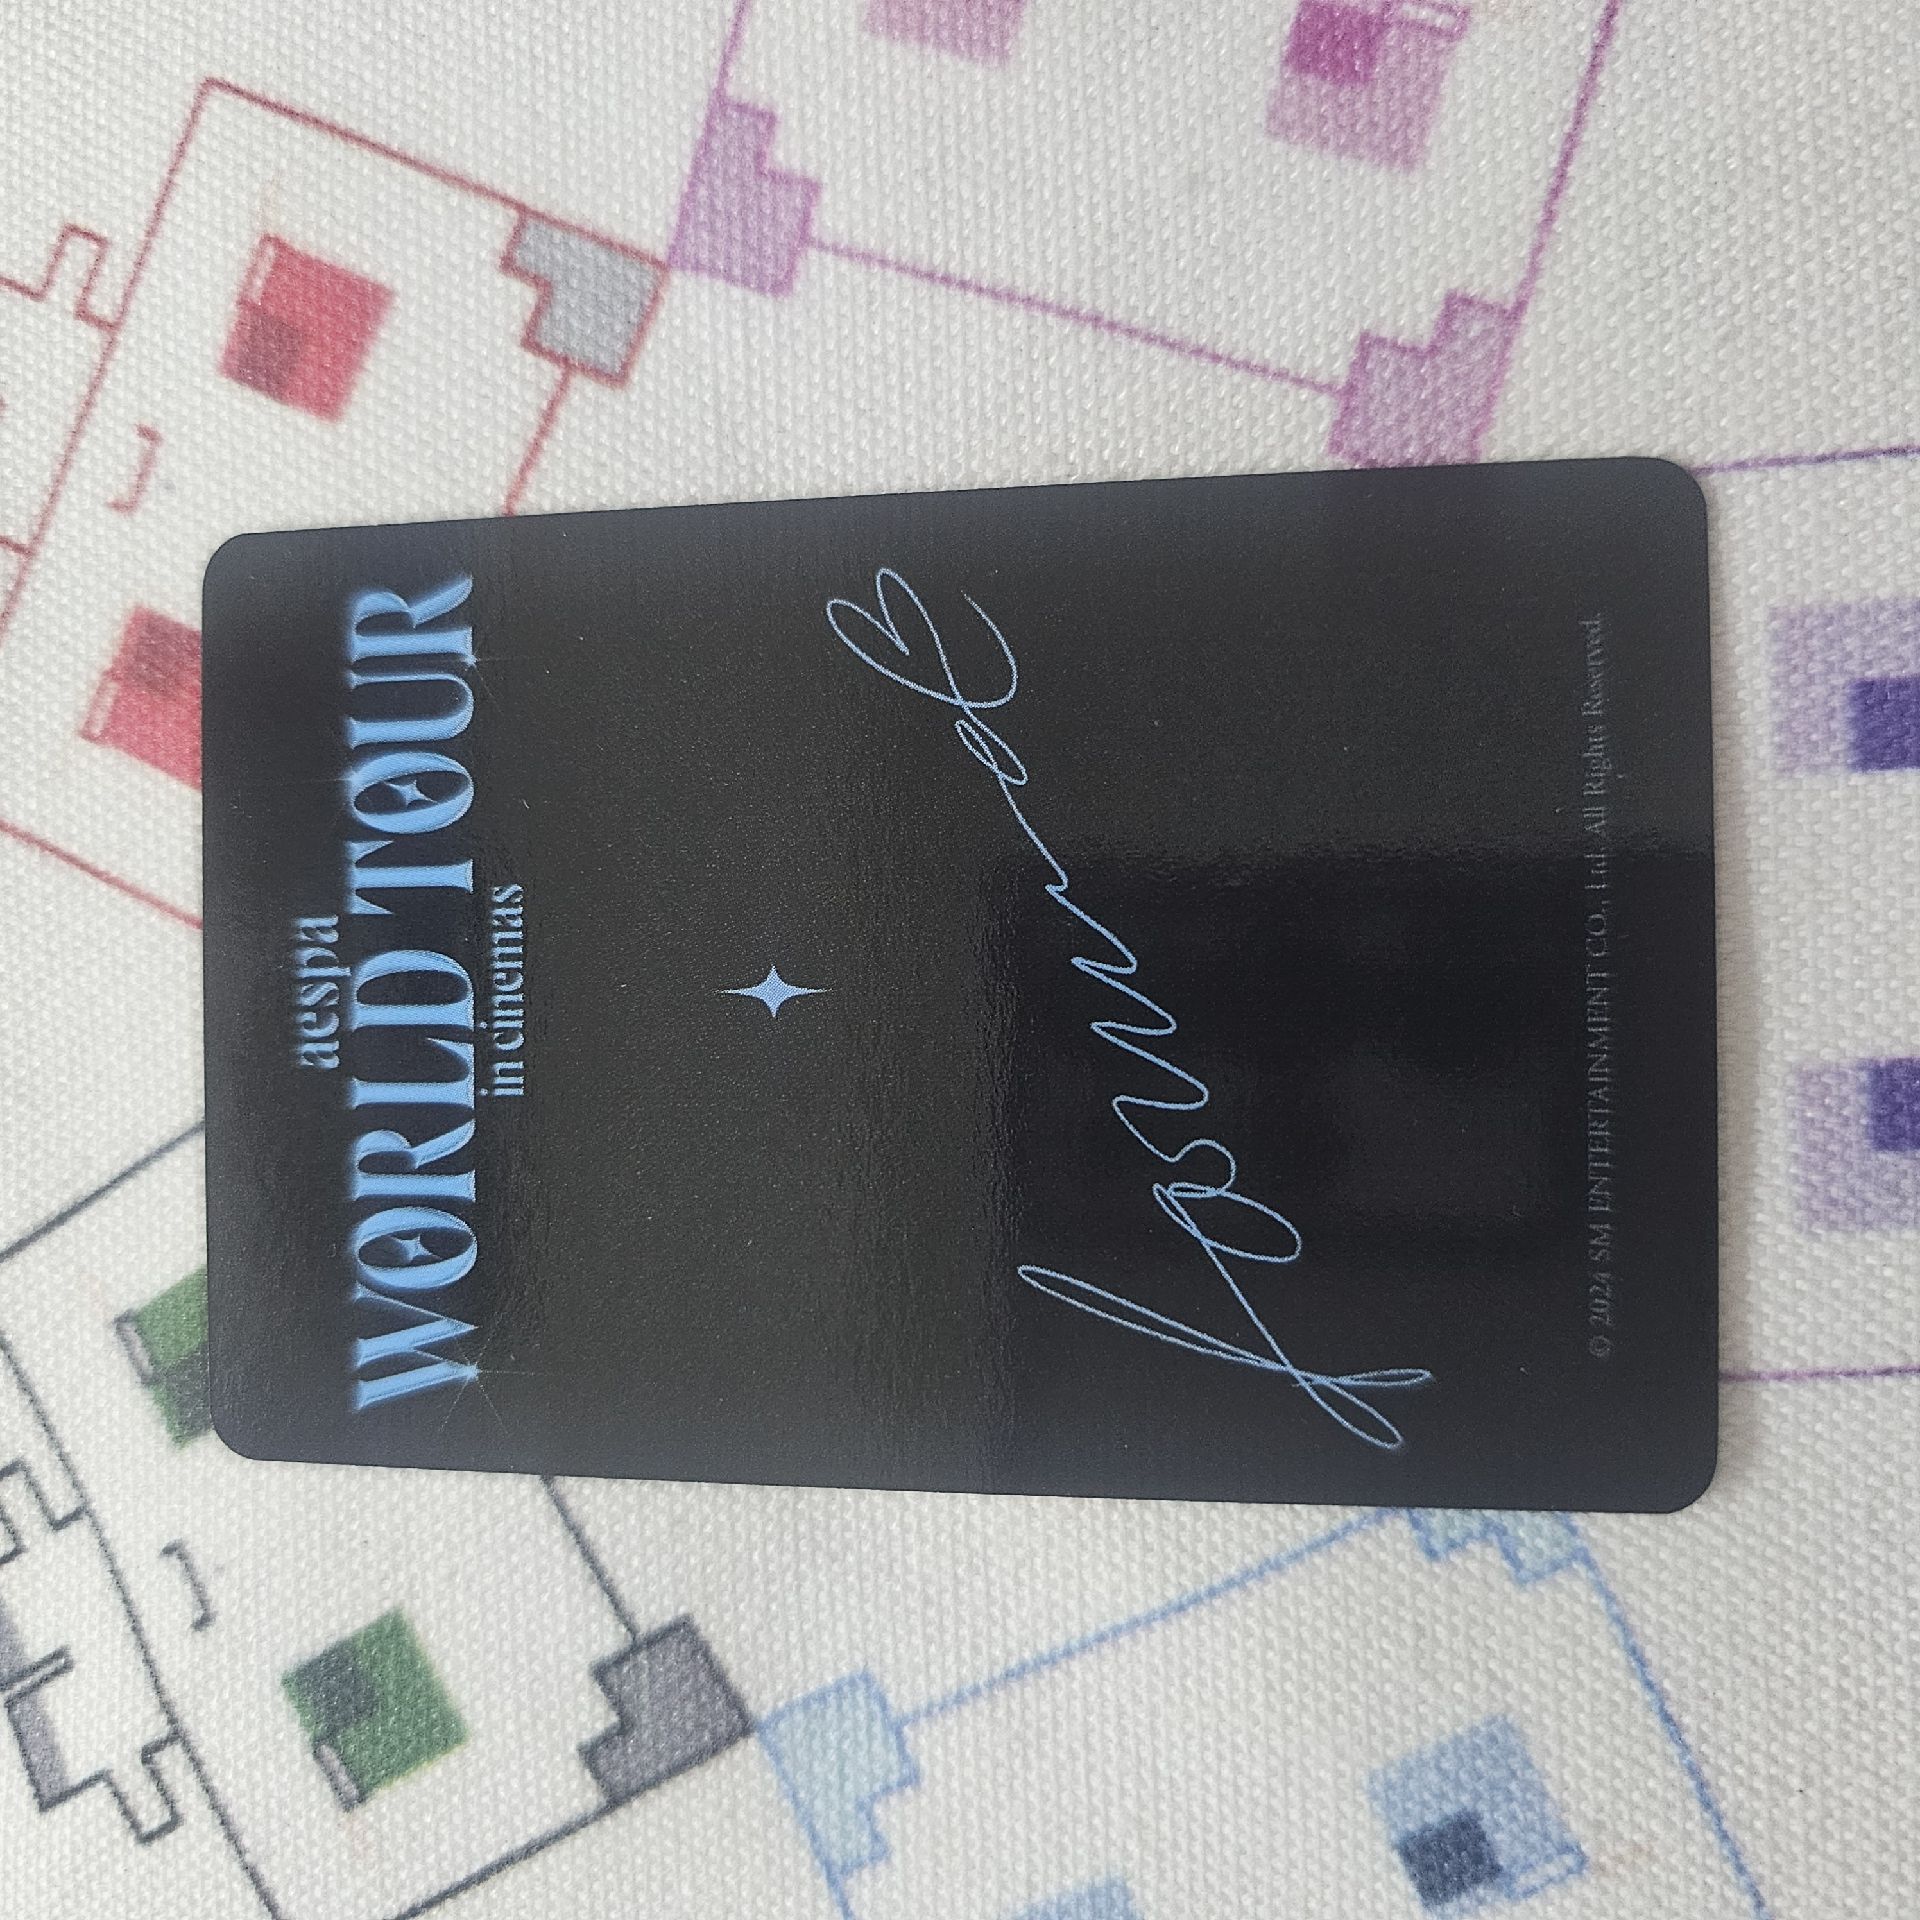 aespa
WORLD TOUR
in cinemas
© 2024 SM ENTERTAINMENT CO., Ltd. All Rights Reserved.